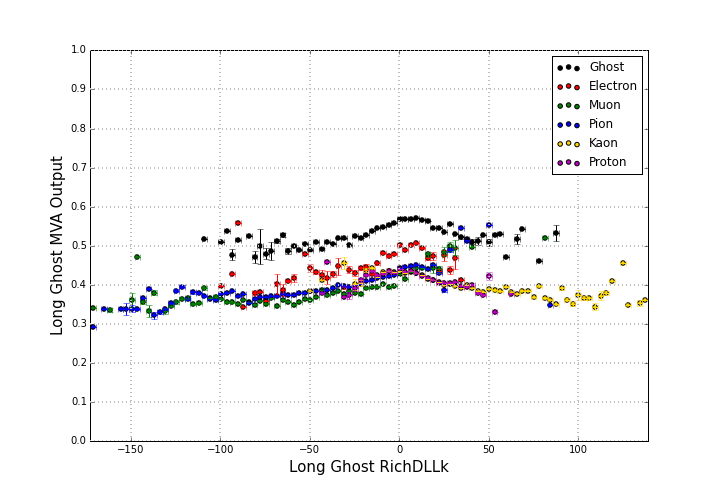 1.0
0.9
0.8
0.7
0.6
0.5
0.4
0.3
0.2
0.1
0.0
Long Ghost MVA Output
Ghost
Electron
Muon
Pion
Kaon
Proton
−150
−100
−50
0
50
100
Long Ghost RichDLLk